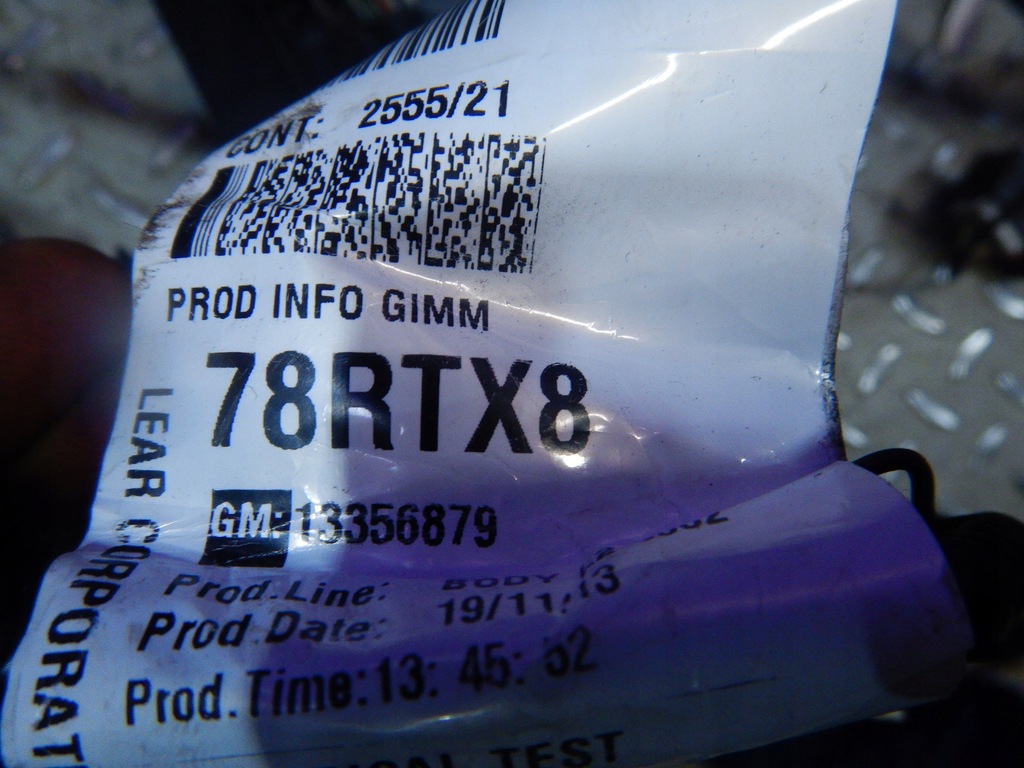 CONT: 2555/21
PROD INFO GIMM
78RTX8
GM: 13356879
Prod.Line: BODY
Prod.Date: 19/11/13
Prod.Time:13: 45: 52
TEST
LEAR CORPORAT